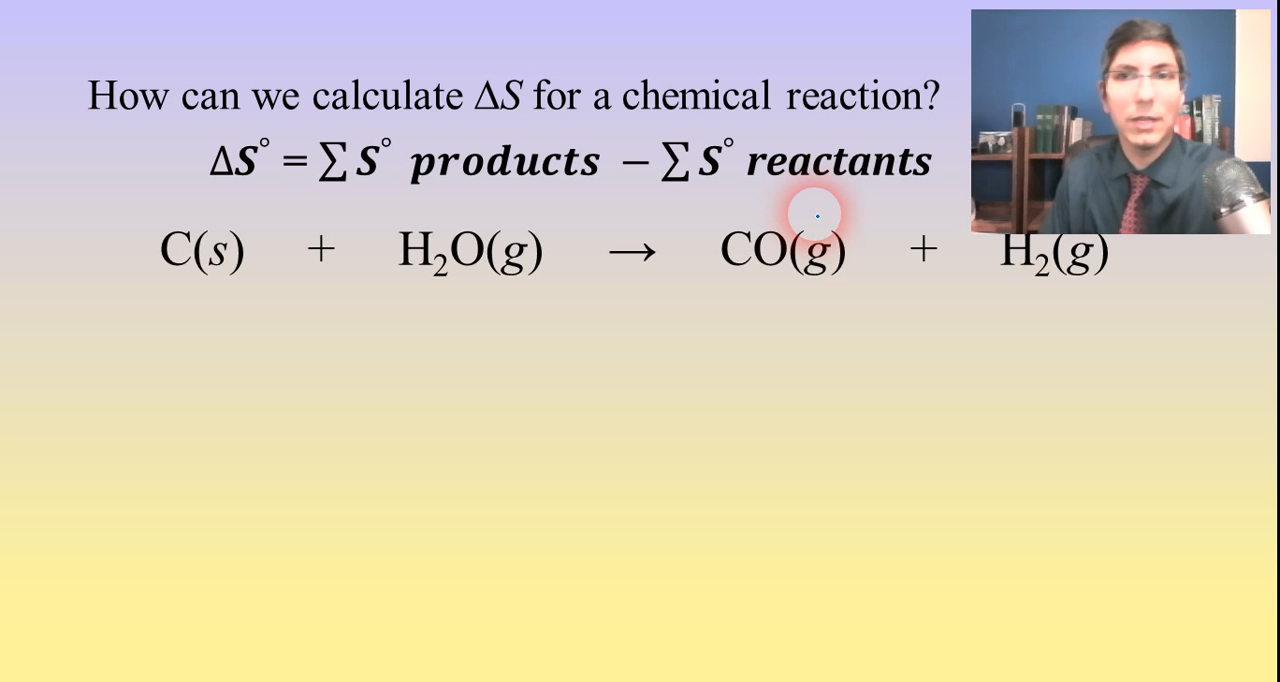 How can we calculate ΔS for a chemical reaction?
ΔS° = ∑ S° products − ∑ S° reactants
C(s) + H₂O(g) → CO(g) + H₂(g)